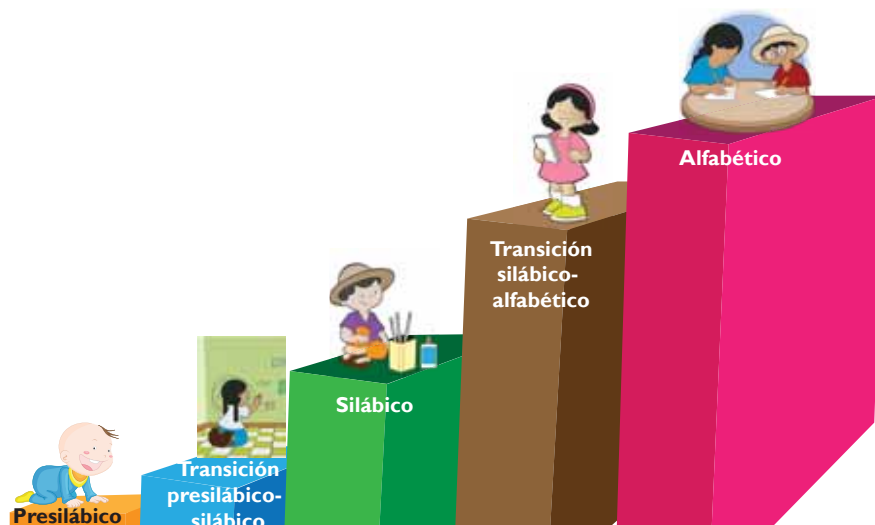 Presilábico
Transición
presilábico-
silábico
Silábico
Transición
silábico-
alfabético
Alfabético